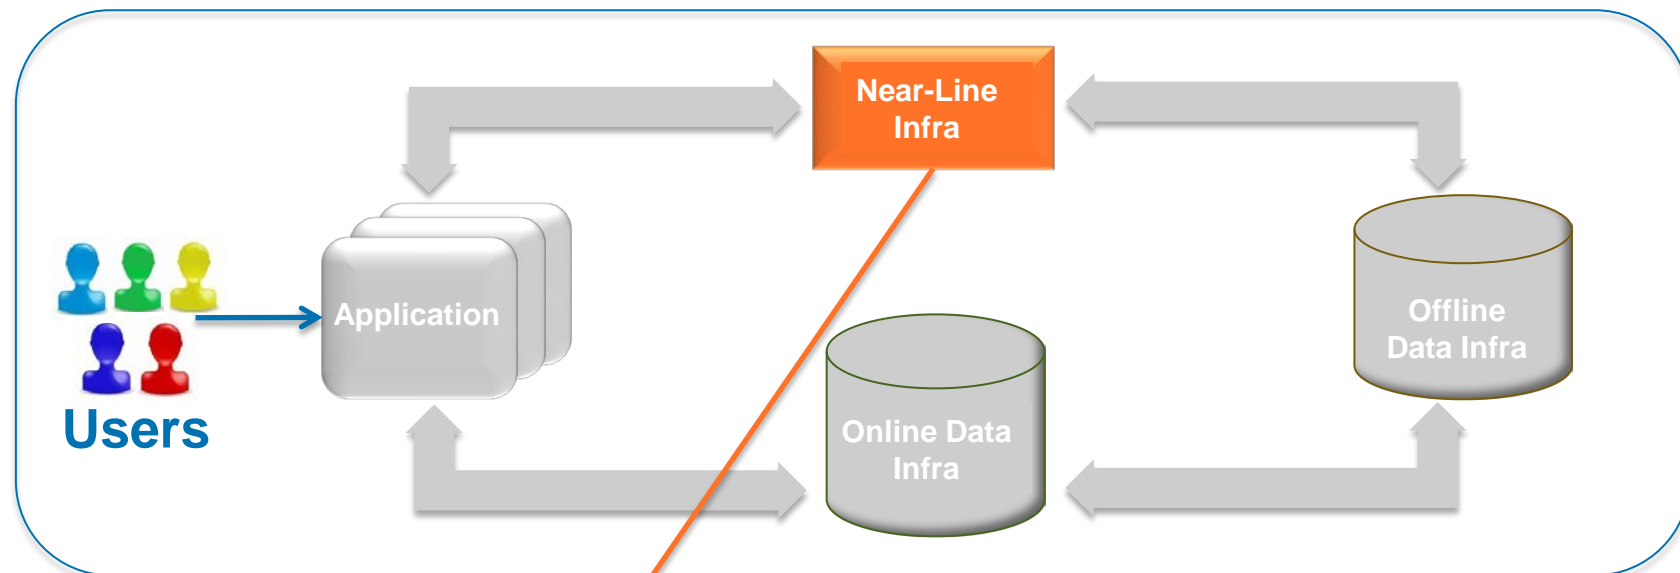 Near-Line
Infra
Application
Users
Offline
Data Infra
Online Data
Infra